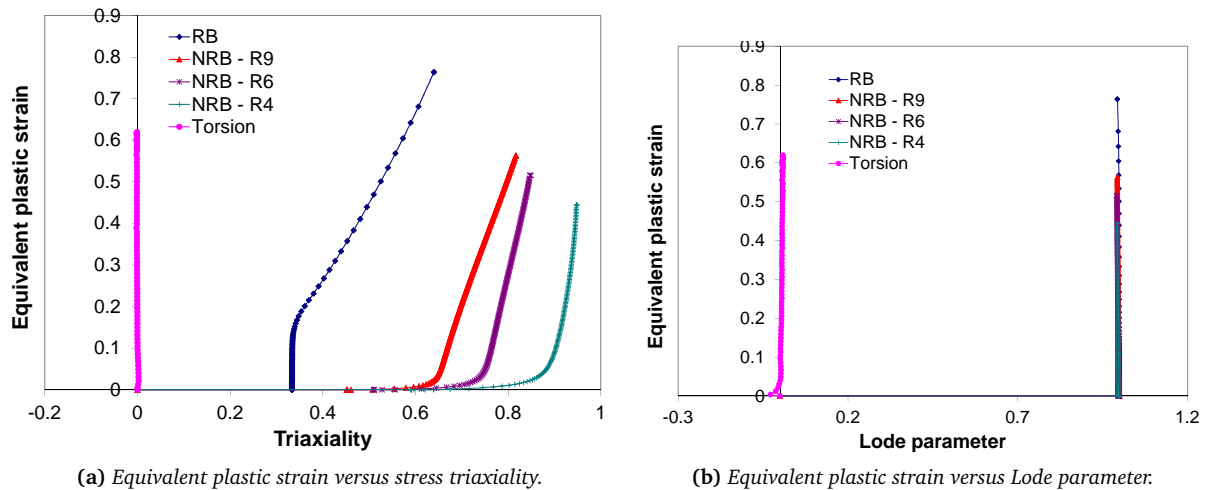 0.9
0.8
0.7
0.6
0.5
0.4
0.3
0.2
0.1
0
-0.2
0
0.2
0.4
0.6
0.8
1
Equivalent plastic strain
Triaxiality
RB
NRB - R9
NRB - R6
NRB - R4
Torsion
(a) Equivalent plastic strain versus stress triaxiality.
0.9
0.8
0.7
0.6
0.5
0.4
0.3
0.2
0.1
0
-0.3
0.2
0.7
1.2
Equivalent plastic strain
Lode parameter
RB
NRB - R9
NRB - R6
NRB - R4
Torsion
(b) Equivalent plastic strain versus Lode parameter.